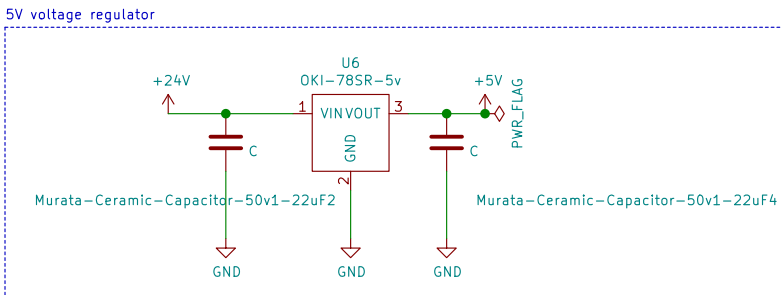 5V voltage regulator
U6
+24V
OKI-78SR-5v
+5V
1
VIN
VOUT
3
PWR_FLAG
GND
C
C
2
Murata-Ceramic-Capacitor-50v1-22uF2
Murata-Ceramic-Capacitor-50v1-22uF4
GND
GND
GND